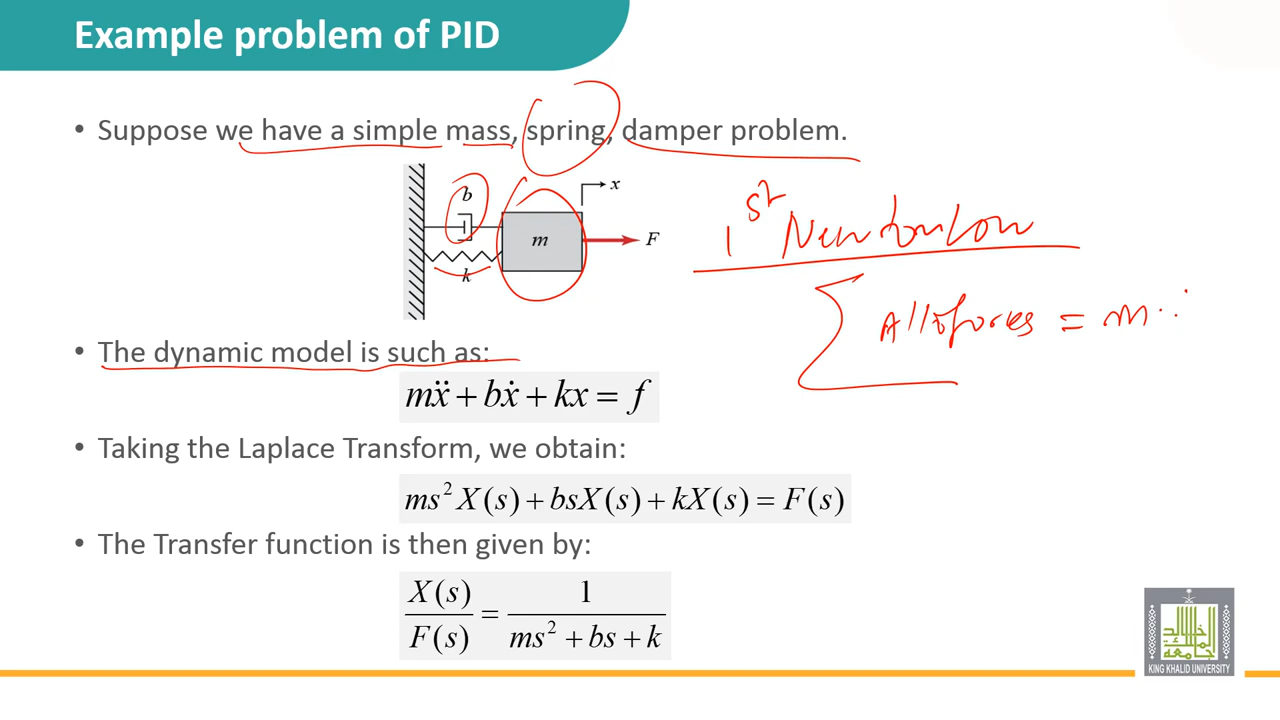 Example problem of PID
• Suppose we have a simple mass, spring, damper problem.
b
x
m
F
k
1st Newton Low
∑ All forces = m
• The dynamic model is such as:
mẍ + bẋ + kx = f
• Taking the Laplace Transform, we obtain:
ms² X(s) + bsX(s) + kX(s) = F(s)
• The Transfer function is then given by:
X(s)/F(s) = 1/(ms² + bs + k)
KING KHALID UNIVERSITY